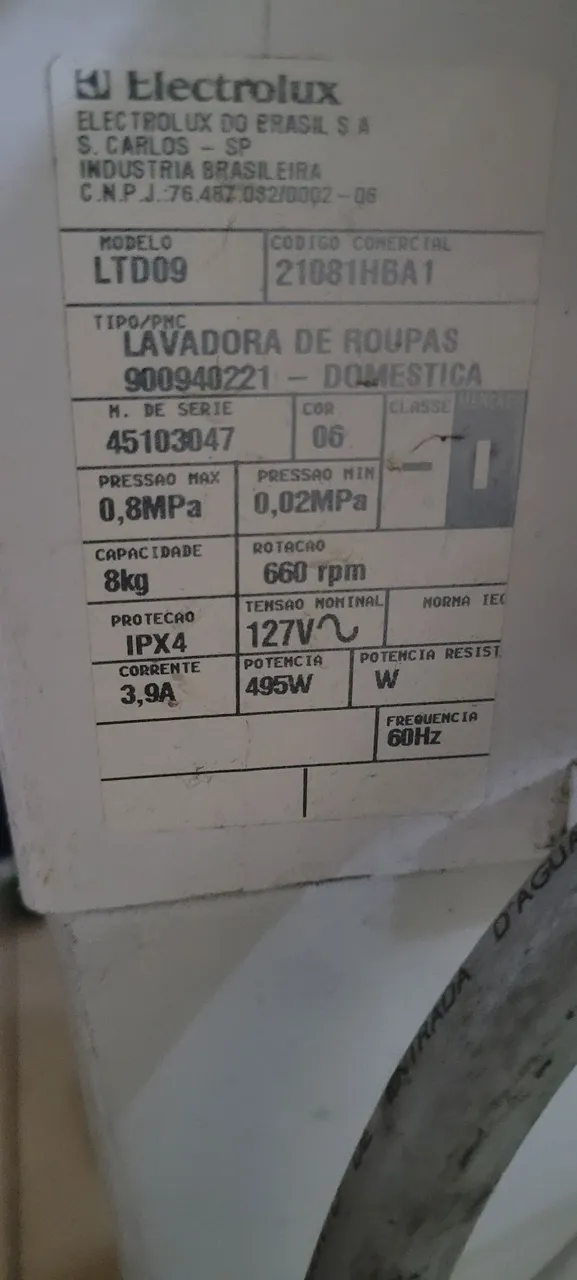 Electrolux
ELECTROLUX DO BRASIL S A
S. CARLOS - SP
INDUSTRIA BRASILEIRA
C.N.P.J.:76.487.032/0002-06
MODELO
LTD09
CODIGO COMERCIAL
21081HBA1
TIPO/PNC
LAVADORA DE ROUPAS
900940221 - DOMESTICA
N. DE SERIE
45103047
COR
06
CLASSE
PRESSAO MAX
0,8MPa
PRESSAO MIN
0,02MPa
CAPACIDADE
8kg
ROTACAO
660 rpm
PROTECAO
IPX4
TENSAO NOMINAL
127V~
NORMA IEC
CORRENTE
3,9A
POTENCIA
495W
POTENCIA RESIST
W
FREQUENCIA
60Hz
DE ENTRADA D'AGUA